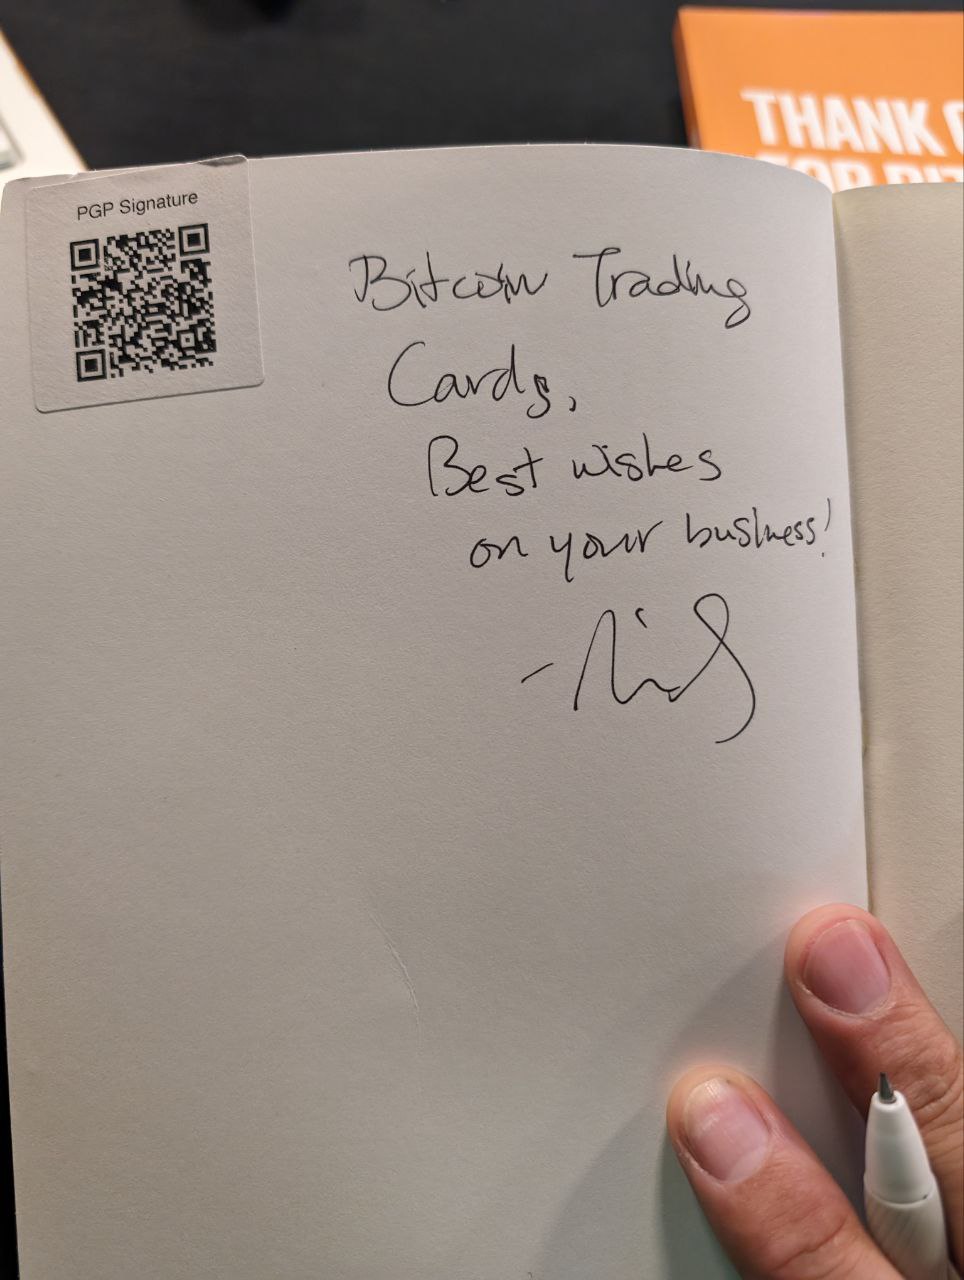 THANK
PGP Signature
Bitcoin Trading
Cards,
Best wishes
on your business!